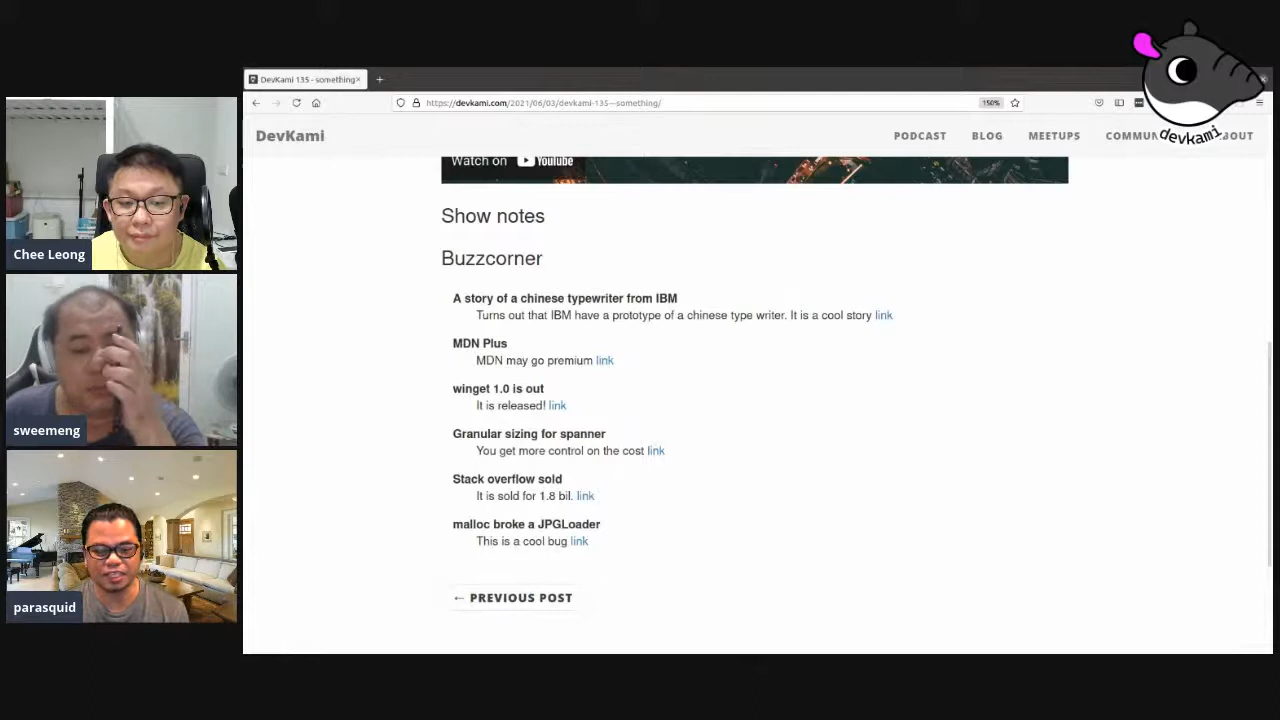 DevKami 135 - something
https://devkami.com/2021/06/03/devkami-135--something/
150%
devkami
DevKami
PODCAST
BLOG
MEETUPS
Watch on YouTube
Show notes
Buzzcorner
A story of a chinese typewriter from IBM
Turns out that IBM have a prototype of a chinese type writer. It is a cool story link
MDN Plus
MDN may go premium link
winget 1.0 is out
It is released! link
Granular sizing for spanner
You get more control on the cost link
Stack overflow sold
It is sold for 1.8 bil. link
malloc broke a JPGLoader
This is a cool bug link
← PREVIOUS POST
Chee Leong
sweemeng
parasquid